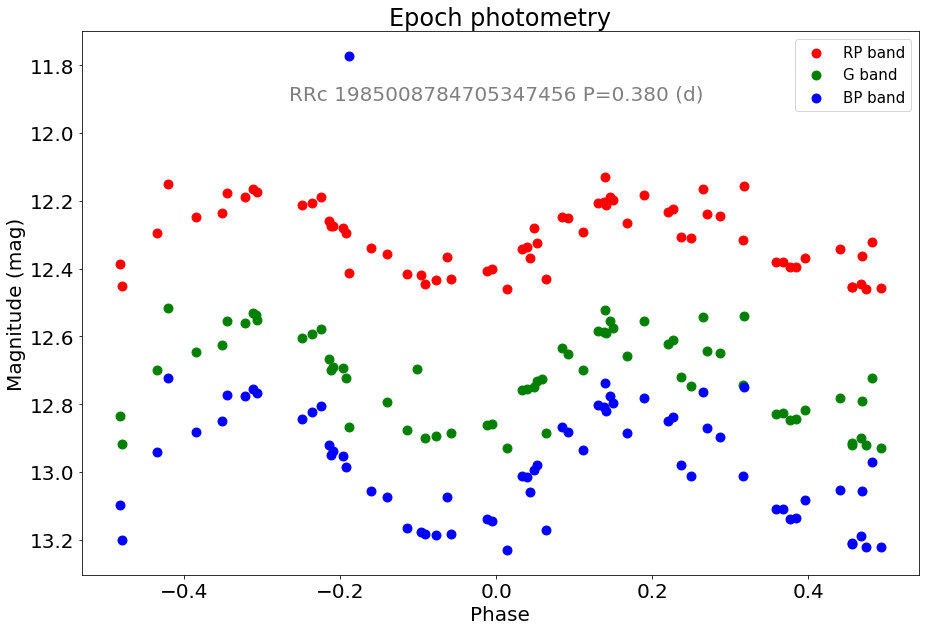 Epoch photometry
RRc 1985008784705347456 P=0.380 (d)
RP band
G band
BP band
Magnitude (mag)
11.8
12.0
12.2
12.4
12.6
12.8
13.0
13.2
−0.4
−0.2
0.0
0.2
0.4
Phase